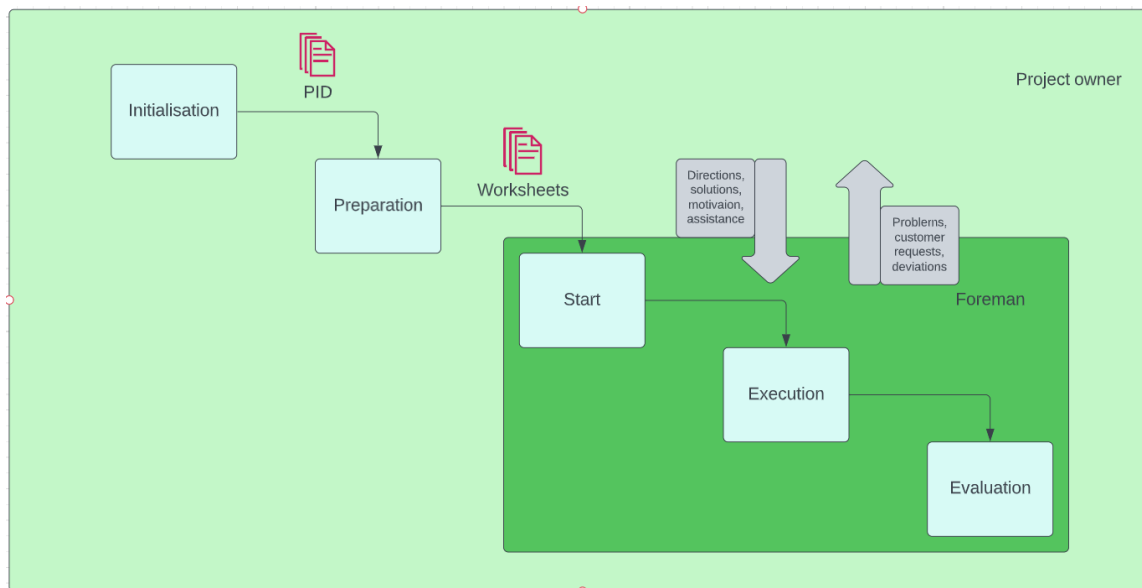 Project owner
PID
Initialisation
Worksheets
Preparation
Directions,
solutions,
motivaion,
assistance
Problems,
customer
requests,
deviations
Foreman
Start
Execution
Evaluation